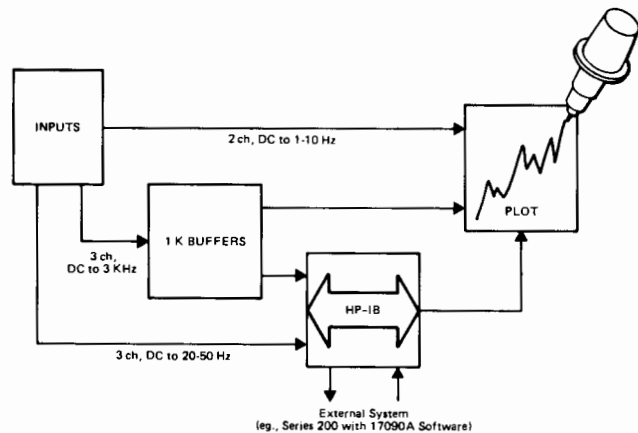 INPUTS
2 ch, DC to 1-10 Hz
PLOT
3 ch,
DC to 3 KHz
1 K BUFFERS
HP-IB
3 ch, DC to 20-50 Hz
External System
(eg., Series 200 with 17090A Software)